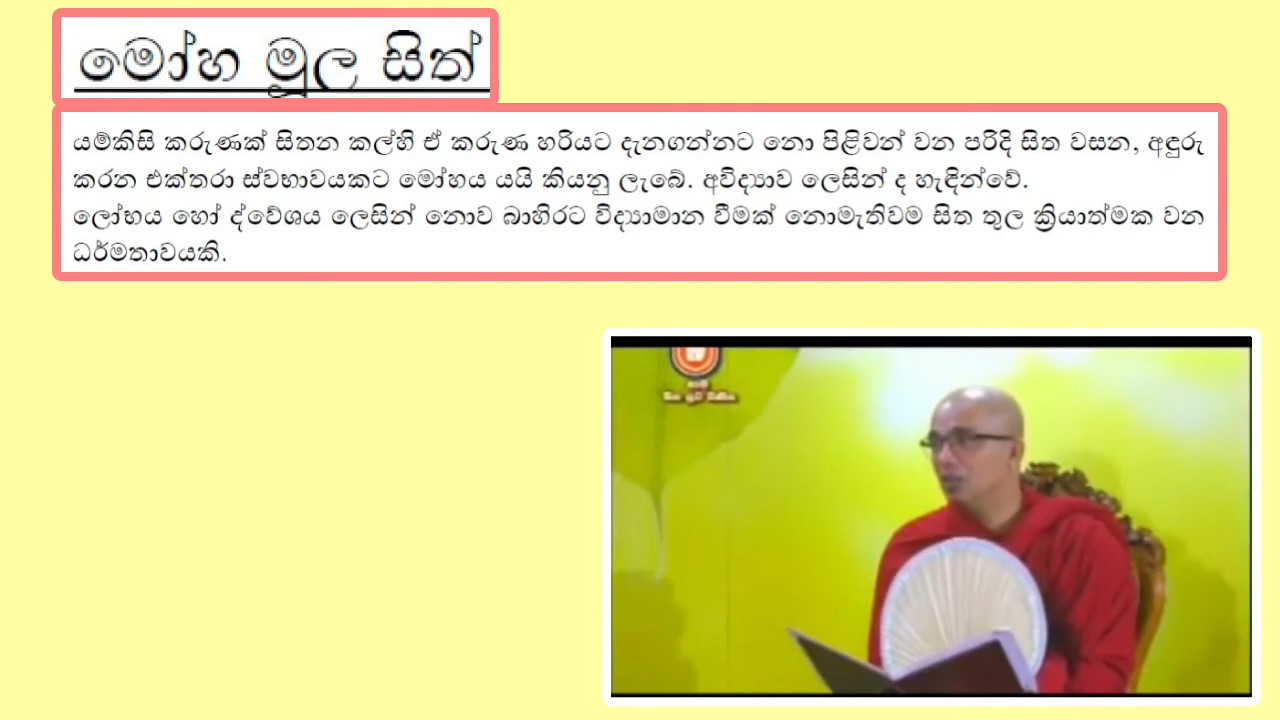 මෝහ මූල සිත්
යම්කිසි කරුණක් සිතන කල්හි ඒ කරුණ හරියට දැනගන්නට නො පිළිවන් වන පරිදි සිත වසන, අඳුරු
කරන එක්තරා ස්වභාවයකට මෝහය යයි කියනු ලැබේ. අවිද්‍යාව ලෙසින් ද හැඳින්වේ.
ලෝභය හෝ ද්වේශය ලෙසින් නොව බාහිරට විද්‍යාමාන වීමක් නොමැතිවම සිත තුල ක්‍රියාත්මක වන
ධර්මතාවයකි.